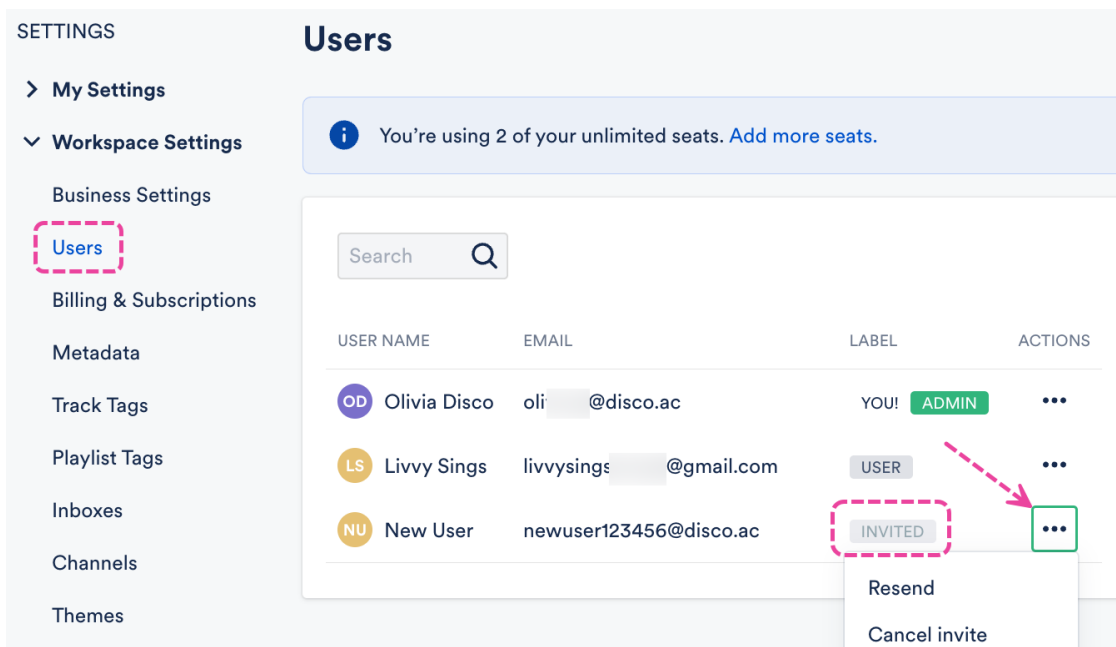 SETTINGS
My Settings
Workspace Settings
Business Settings
Users
Billing & Subscriptions
Metadata
Track Tags
Playlist Tags
Inboxes
Channels
Themes
Users
You’re using 2 of your unlimited seats. Add more seats.
Search
USER NAME EMAIL LABEL ACTIONS
OD Olivia Disco oli @disco.ac YOU! ADMIN
LS Livvy Sings livvysings @gmail.com USER
NU New User newuser123456@disco.ac INVITED
Resend
Cancel invite